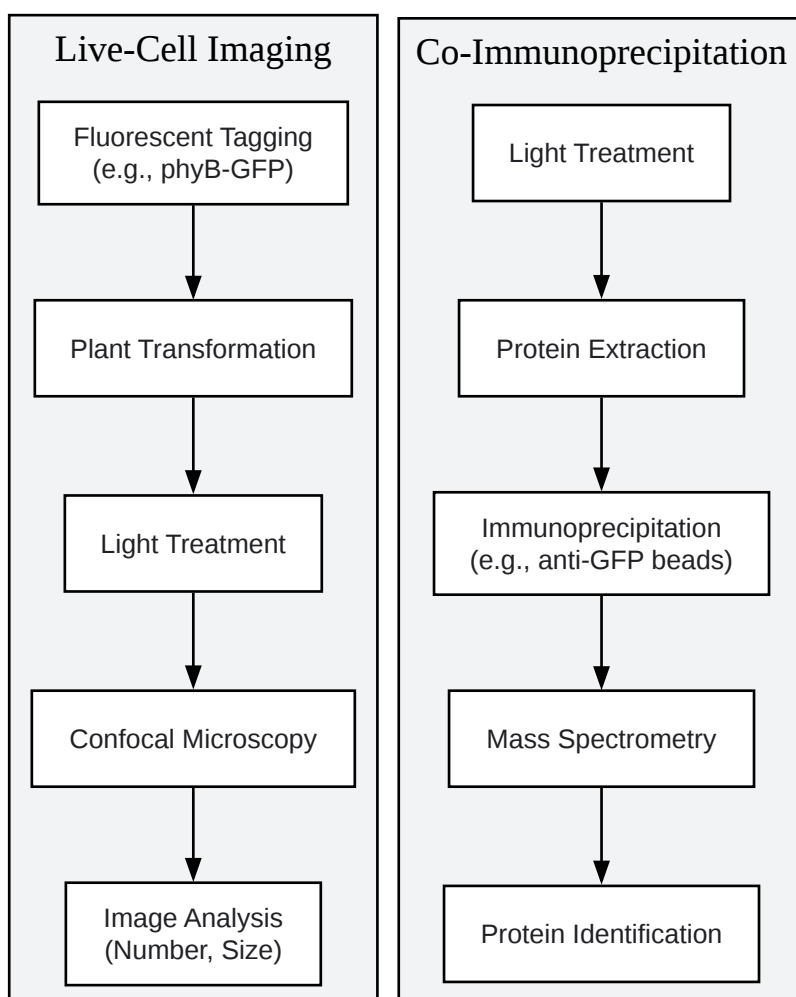 Live-Cell Imaging
Fluorescent Tagging
(e.g., phyB-GFP)
Plant Transformation
Light Treatment
Confocal Microscopy
Image Analysis
(Number, Size)
Co-Immunoprecipitation
Light Treatment
Protein Extraction
Immunoprecipitation
(e.g., anti-GFP beads)
Mass Spectrometry
Protein Identification